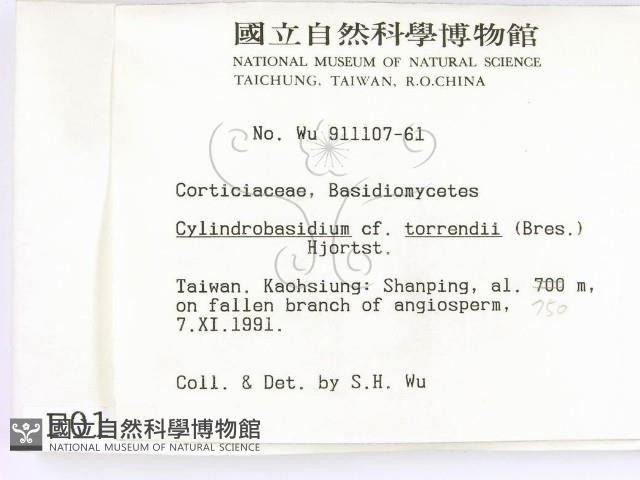 國立自然科學博物館
NATIONAL MUSEUM OF NATURAL SCIENCE
TAICHUNG, TAIWAN, R.O.CHINA
No. Wu 911107-61
Corticiaceae, Basidiomycetes
Cylindrobasidium cf. torrendii (Bres.)
Hjortst.
Taiwan. Kaohsiung: Shanping, al. 700 m,
on fallen branch of angiosperm, 750
7.XI.1991.
Coll. & Det. by S.H. Wu
F01
國立自然科學博物館
NATIONAL MUSEUM OF NATURAL SCIENCE